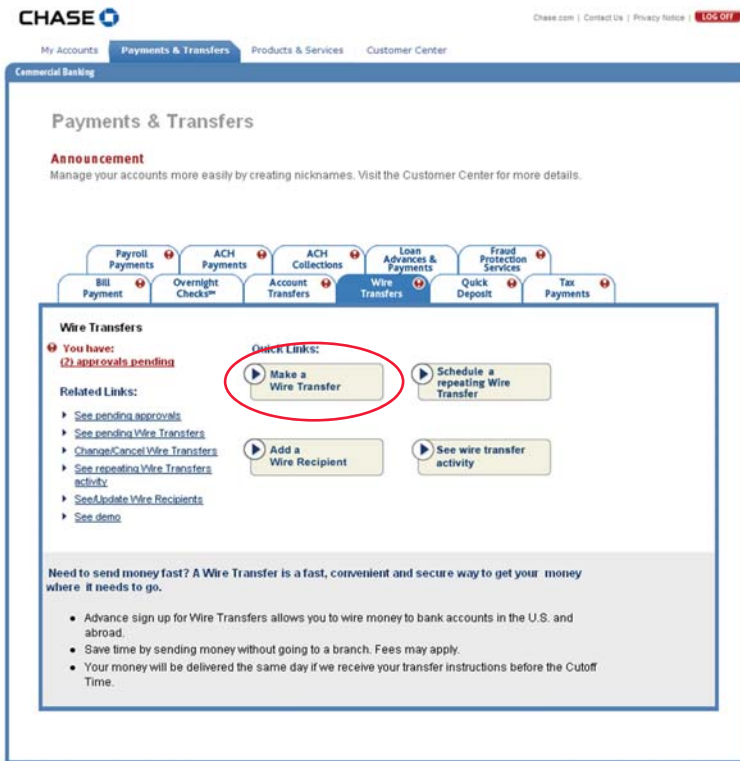 CHASE
Chase.com | Contact Us | Privacy Notice | LOG OFF
My Accounts Payments & Transfers Products & Services Customer Center
Commercial Banking
Payments & Transfers
Announcement
Manage your accounts more easily by creating nicknames. Visit the Customer Center for more details.
Payroll Payments ACH Payments ACH Collections Loan Advances & Payments Fraud Protection Services
Bill Payment Overnight Checks℠ Account Transfers Wire Transfers Quick Deposit Tax Payments
Wire Transfers
You have:
(2) approvals pending
Related Links:
See pending approvals
See pending Wire Transfers
Change/Cancel Wire Transfers
See repeating Wire Transfers
activity
See/Update Wire Recipients
See demo
Quick Links:
Make a
Wire Transfer
Schedule a
repeating Wire
Transfer
Add a
Wire Recipient
See wire transfer
activity
Need to send money fast? A Wire Transfer is a fast, convenient and secure way to get your money
where it needs to go.
Advance sign up for Wire Transfers allows you to wire money to bank accounts in the U.S. and
abroad.
Save time by sending money without going to a branch. Fees may apply.
Your money will be delivered the same day if we receive your transfer instructions before the Cutoff
Time.